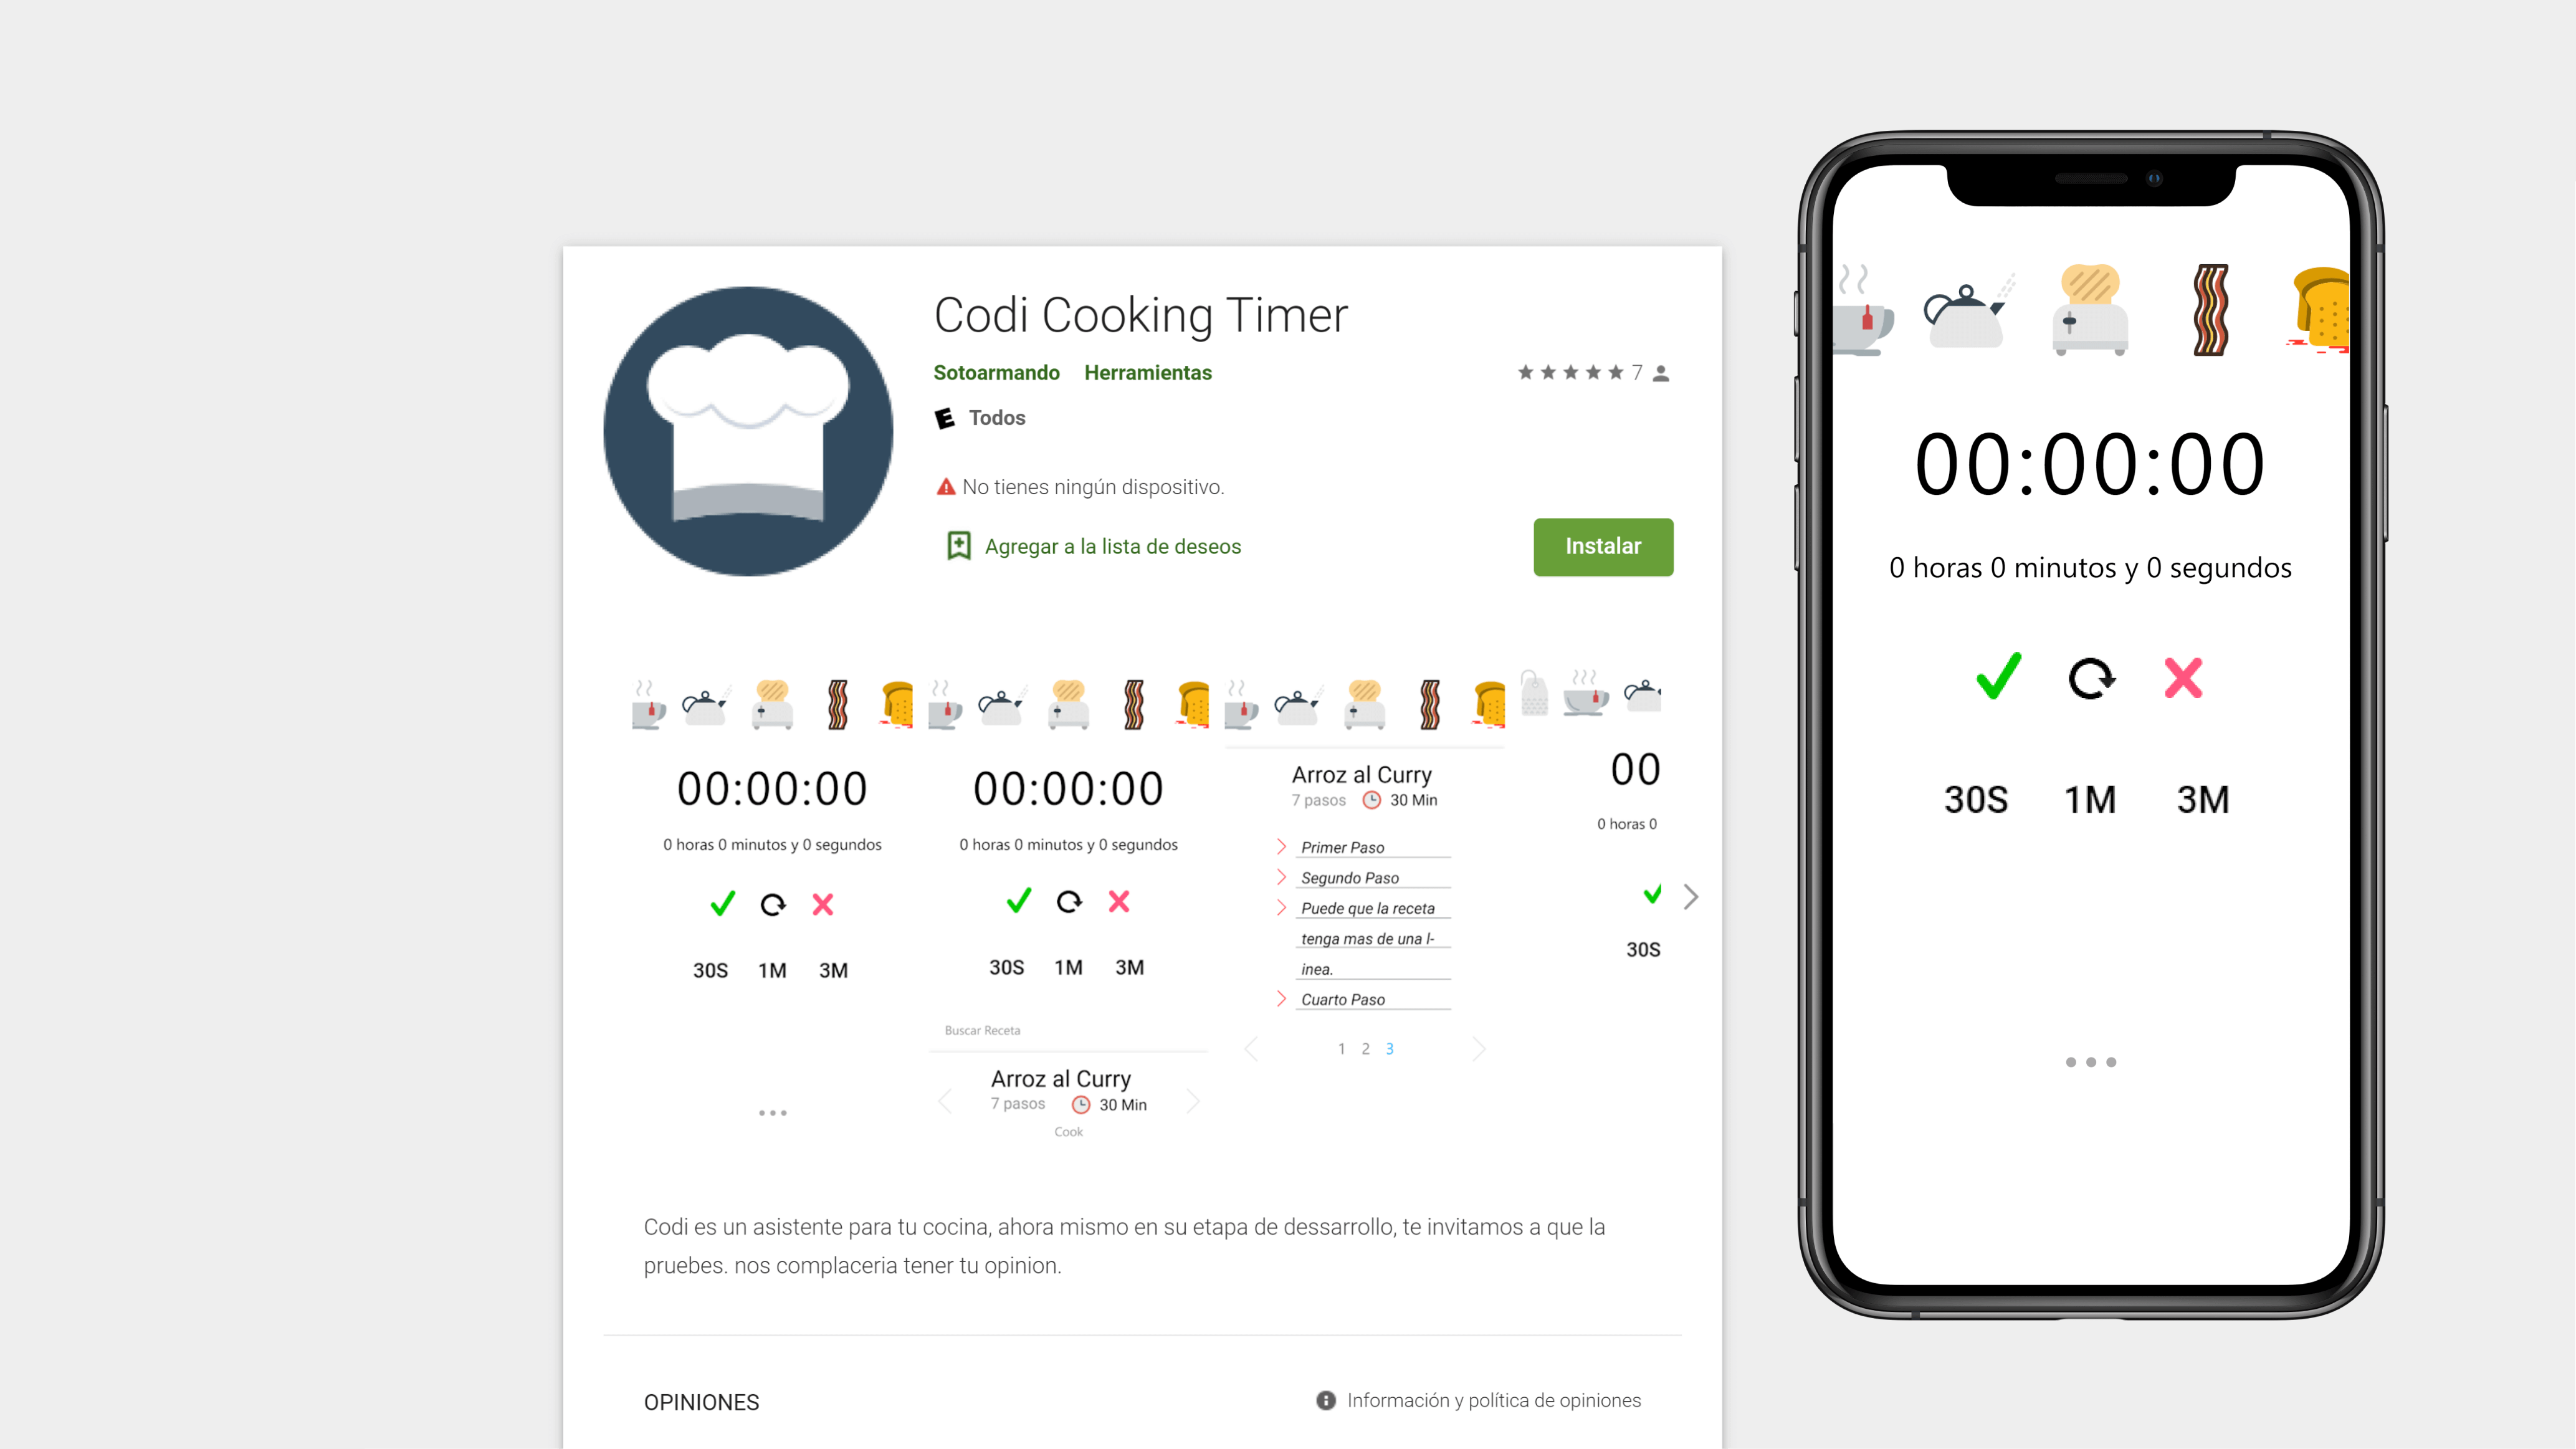 Codi Cooking Timer
Sotoarmando Herramientas
7
E Todos
No tienes ningún dispositivo.
Agregar a la lista de deseos
Instalar
00:00:00
0 horas 0 minutos y 0 segundos
30S 1M 3M
00:00:00
0 horas 0 minutos y 0 segundos
30S 1M 3M
Buscar Receta
Arroz al Curry
7 pasos 30 Min
Cook
Arroz al Curry
7 pasos 30 Min
Primer Paso
Segundo Paso
Puede que la receta
tenga mas de una l-
inea.
Cuarto Paso
1 2 3
00
0 horas 0
30S
Codi es un asistente para tu cocina, ahora mismo en su etapa de dessarrollo, te invitamos a que la
pruebes. nos complaceria tener tu opinion.
OPINIONES
Información y política de opiniones
00:00:00
0 horas 0 minutos y 0 segundos
30S 1M 3M